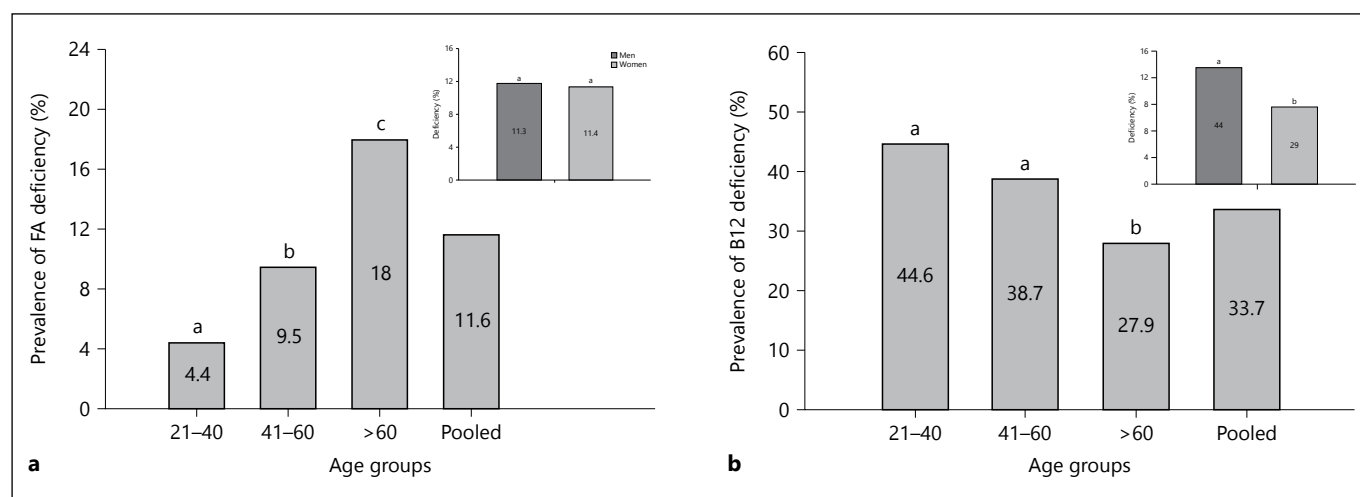 24
20
16
12
8
4
0
Prevalence of FA deficiency (%)
a
4.4
b
9.5
c
18
11.6
21–40
41–60
>60
Pooled
Age groups
a
16
12
8
4
0
Deficiency (%)
a
11.3
a
11.4
Men
Women
60
50
40
30
20
10
0
Prevalence of B12 deficiency (%)
a
44.6
a
38.7
b
27.9
33.7
21–40
41–60
>60
Pooled
Age groups
b
16
12
8
4
0
Deficiency (%)
a
44
b
29